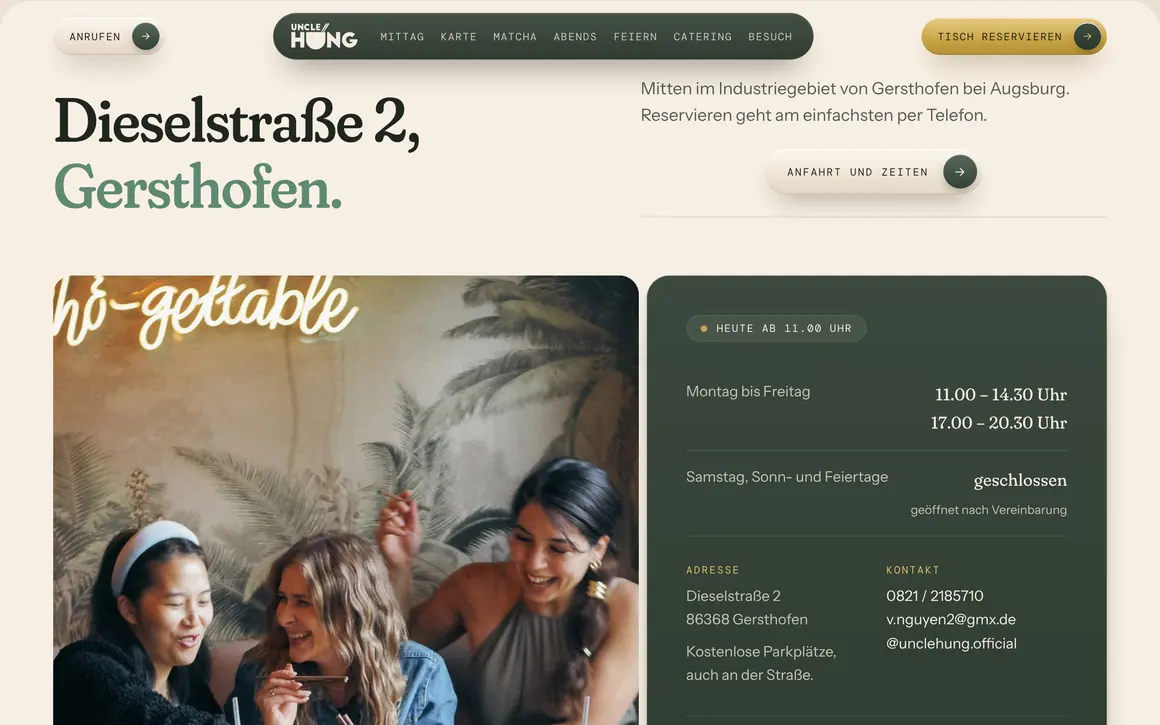 ANRUFEN
UNCLE
HUNG
MITTAG
KARTE
MATCHA
ABENDS
FEIERN
CATERING
BESUCH
TISCH RESERVIEREN
Dieselstraße 2,
Gersthofen.
Mitten im Industriegebiet von Gersthofen bei Augsburg.
Reservieren geht am einfachsten per Telefon.
ANFAHRT UND ZEITEN
hở-gettable
HEUTE AB 11.00 UHR
Montag bis Freitag
11.00 – 14.30 Uhr
17.00 – 20.30 Uhr
Samstag, Sonn- und Feiertage
geschlossen
geöffnet nach Vereinbarung
ADRESSE
Dieselstraße 2
86368 Gersthofen
Kostenlose Parkplätze,
auch an der Straße.
KONTAKT
0821 / 2185710
v.nguyen2@gmx.de
@unclehung.official